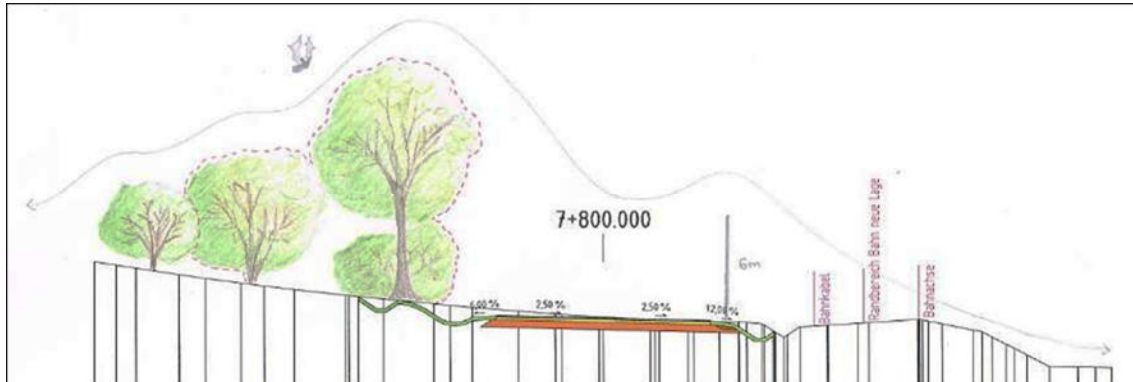 7+800.000
6m
6,00 %
2,50 %
2,50 %
12,00 %
Bahnkabel
Randbereich Bahn neue Lage
Bahnachse